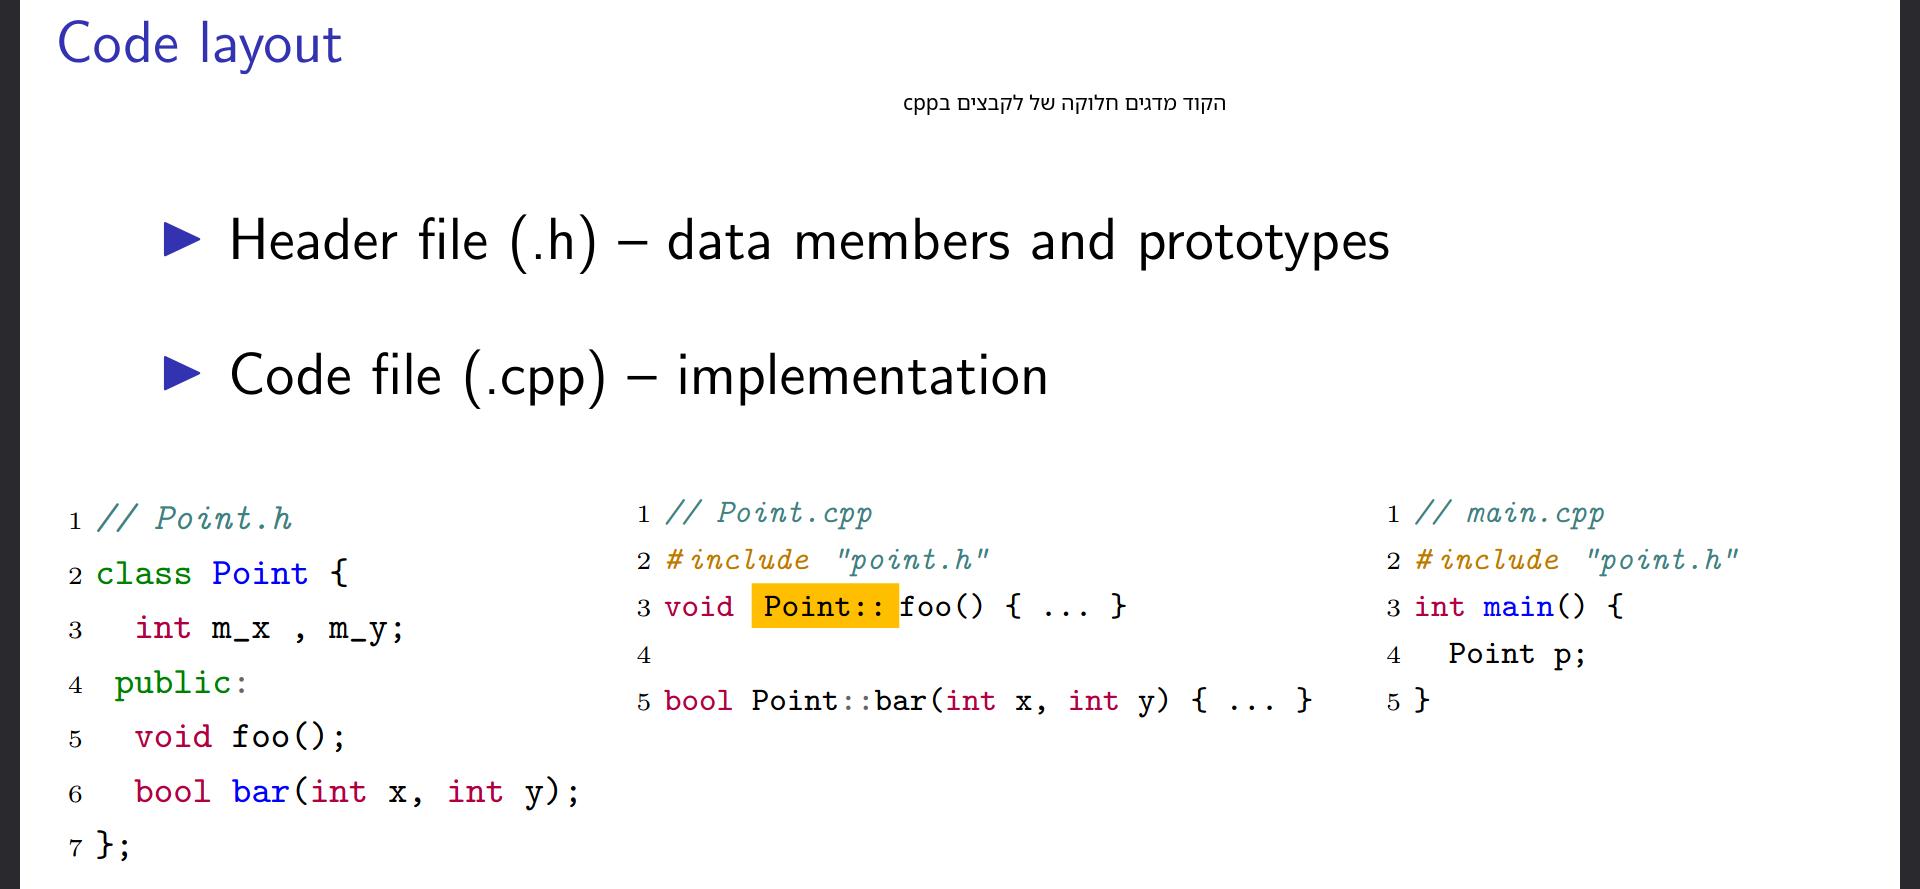 Code layout
הקוד מדגים חלוקה של לקבצים בcpp
▶ Header file (.h) – data members and prototypes
▶ Code file (.cpp) – implementation
1 // Point.h
2 class Point {
3 int m_x , m_y;
4 public:
5 void foo();
6 bool bar(int x, int y);
7 };
1 // Point.cpp
2 #include "point.h"
3 void Point:: foo() { ... }
4
5 bool Point::bar(int x, int y) { ... }
1 // main.cpp
2 #include "point.h"
3 int main() {
4 Point p;
5 }